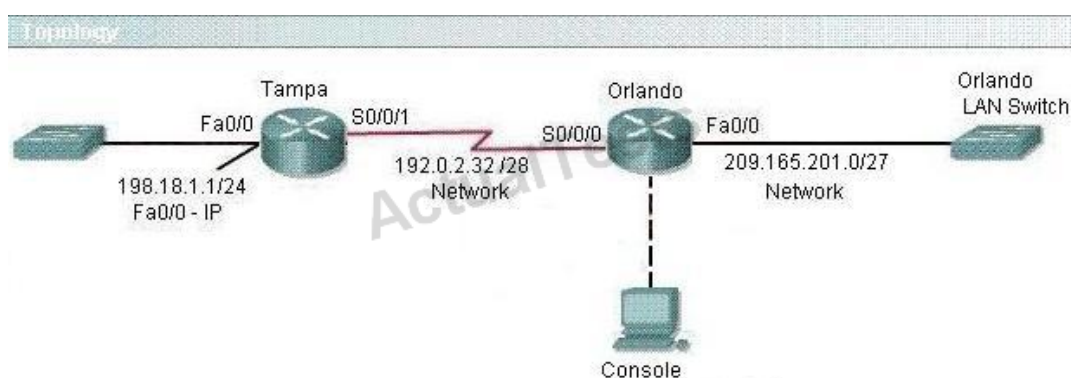 Topology
Tampa
Orlando
Orlando
LAN Switch
Fa0/0
S0/0/1
S0/0/0
Fa0/0
192.0.2.32 /28
Network
209.165.201.0/27
Network
198.18.1.1/24
Fa0/0 - IP
Console